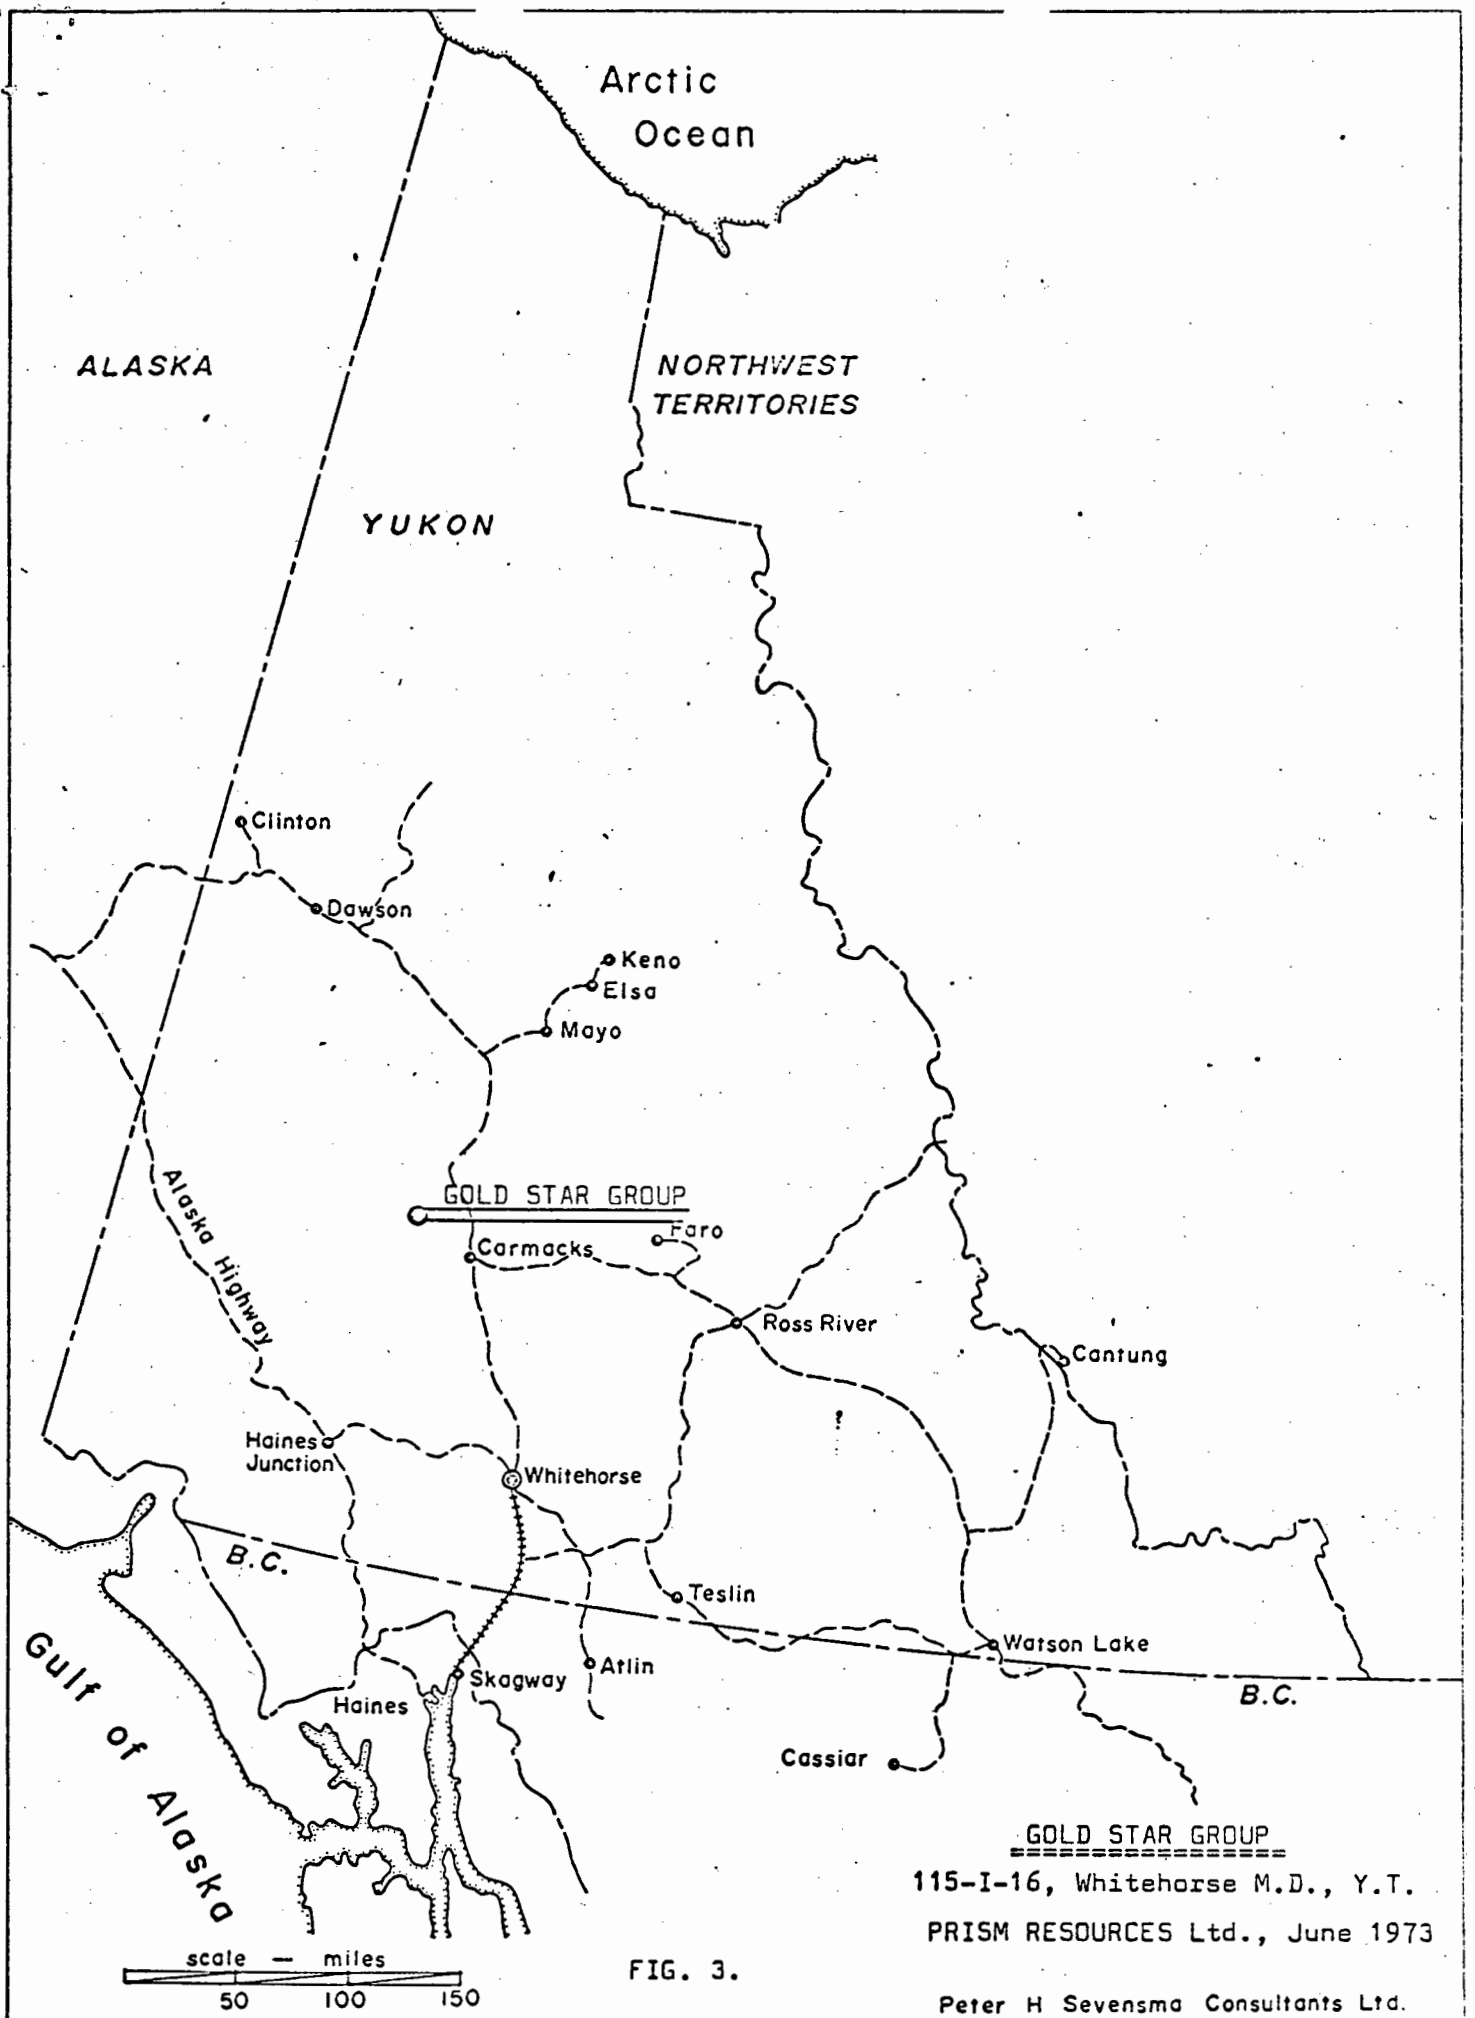 Arctic
Ocean
ALASKA
NORTHWEST
TERRITORIES
YUKON
Clinton
Dawson
Keno
Elsa
Mayo
GOLD STAR GROUP
Faro
Carmacks
Alaska Highway
Ross River
Cantung
Haines
Junction
Whitehorse
B.C.
Teslin
Watson Lake
Atlin
Skagway
Haines
B.C.
Gulf of Alaska
Cassiar
GOLD STAR GROUP
115-I-16, Whitehorse M.D., Y.T.
PRISM RESOURCES Ltd., June 1973
scale — miles
50 100 150
FIG. 3.
Peter H Sevensma Consultants Ltd.